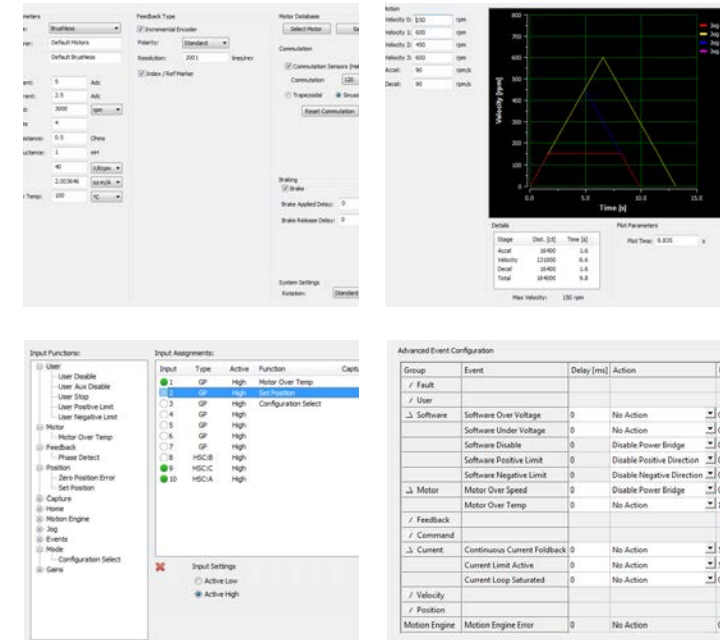 Feedback Type
Motor Database
Brushless
Incremental Encoder
Select Motor
Default Motors
Polarity: Standard
Commutation
Default Brushless
Resolution: 2001 lines/rev
Index / Ref Marker
Commutation
5 Adc
Trapezoidal
2.5 Adc
Reset Commutation
3000 rpm
4
0.5 Ohms
1 mH
40 V/Krpm
2.003646 oz-in/A
Temp: 100 °C
Braking
Brake
Brake Applied Delay: 0
Brake Release Delay: 0
System Settings
Rotation: Standard
Velocity 0: 150 rpm
Velocity 1: 600 rpm
Velocity 2: 450 rpm
Velocity 3: 600 rpm
Accel: 90 rpm/s
Decel: 90 rpm/s
Velocity [rpm]
800
700
600
500
400
300
200
100
0
0.0 5.0 10.0 15.0
Time [s]
Jog
Jog
Jog
Jog
Details
Stage Dist. [ct] Time [s]
Accel 16400 1.6
Velocity 131000 6.6
Decel 16400 1.6
Total 164000 9.8
Max Velocity: 150 rpm
Plot Parameters
Plot Time: 9.835 s
Input Functions:
User
User Disable
User Aux Disable
User Stop
User Positive Limit
User Negative Limit
Motor
Motor Over Temp
Feedback
Phase Detect
Position
Zero Position Error
Set Position
Capture
Home
Motion Engine
Jog
Events
Mode
Configuration Select
Gains
Input Assignments:
Input Type Active Function
1 GP High Motor Over Temp
2 GP High Set Position
3 GP High Configuration Select
4 GP High
5 GP High
6 GP High
7 GP High
8 HSC:B High
9 HSC:C High
10 HSC:A High
Input Settings
Active Low
Active High
Advanced Event Configuration
Group Event Delay [ms] Action
Fault
User
Software Software Over Voltage 0 No Action
Software Under Voltage 0 No Action
Software Disable 0 Disable Power Bridge
Software Positive Limit 0 Disable Positive Direction
Software Negative Limit 0 Disable Negative Direction
Motor Motor Over Speed 0 Disable Power Bridge
Motor Over Temp 0 No Action
Feedback
Command
Current Continuous Current Foldback 0 No Action
Current Limit Active 0 No Action
Current Loop Saturated 0 No Action
Velocity
Position
Motion Engine Motion Engine Error 0 No Action